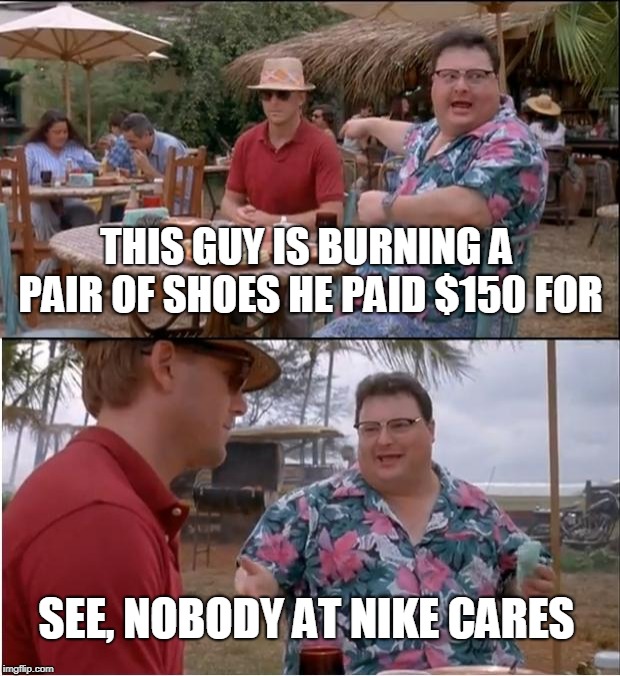 THIS GUY IS BURNING A
PAIR OF SHOES HE PAID $150 FOR
SEE, NOBODY AT NIKE CARES
imgflip.com